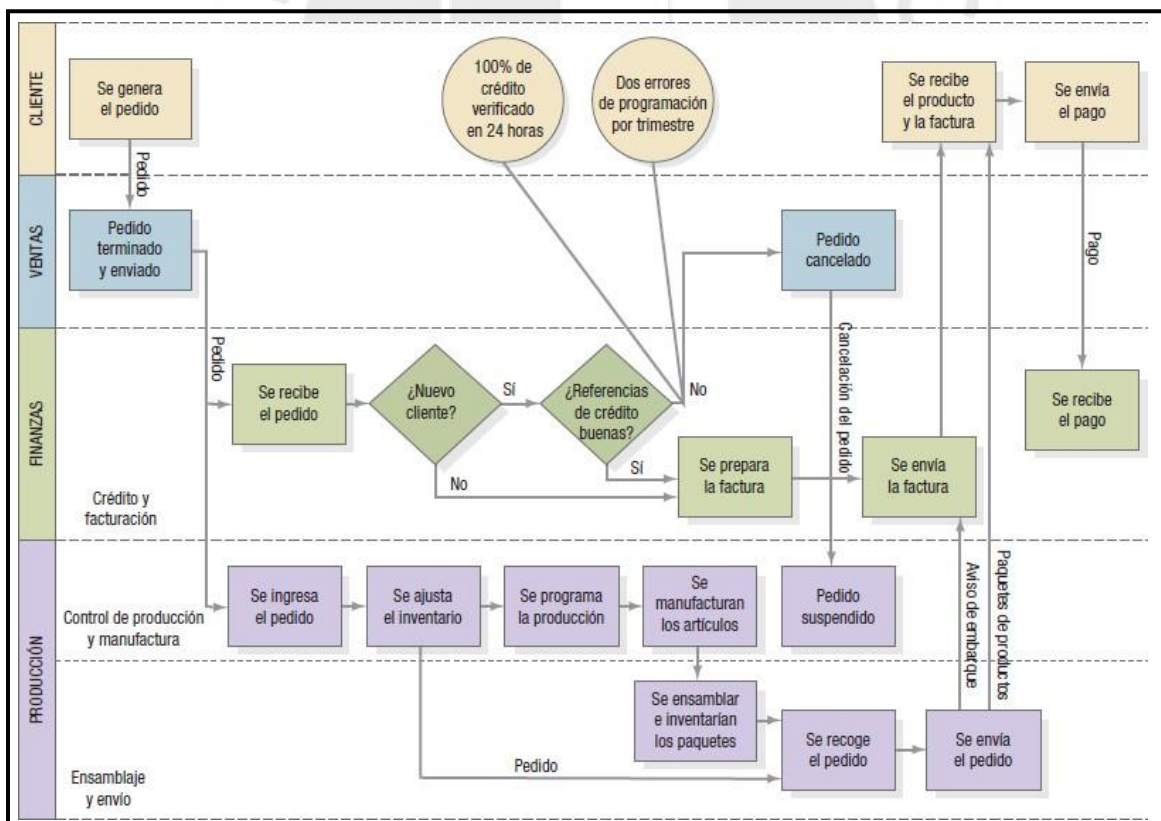 CLIENTE
Se genera
el pedido
100% de
crédito
verificado
en 24 horas
Dos errores
de programación
por trimestre
Se recibe
el producto
y la factura
Se envía
el pago
Pedido
VENTAS
Pedido
terminado
y enviado
Pedido
cancelado
Pago
FINANZAS
Pedido
Se recibe
el pedido
¿Nuevo
cliente?
Sí
¿Referencias
de crédito
buenas?
No
Cancelación del pedido
Se recibe
el pago
No
Sí
Se prepara
la factura
Se envía
la factura
Crédito y
facturación
PRODUCCIÓN
Control de producción
y manufactura
Se ingresa
el pedido
Se ajusta
el inventario
Se programa
la producción
Se
manufacturan
los artículos
Pedido
suspendido
Aviso de embarque
Paquetes de productos
Se ensamblar
e inventarían
los paquetes
Pedido
Se recoge
el pedido
Se envía
el pedido
Ensamblaje
y envío